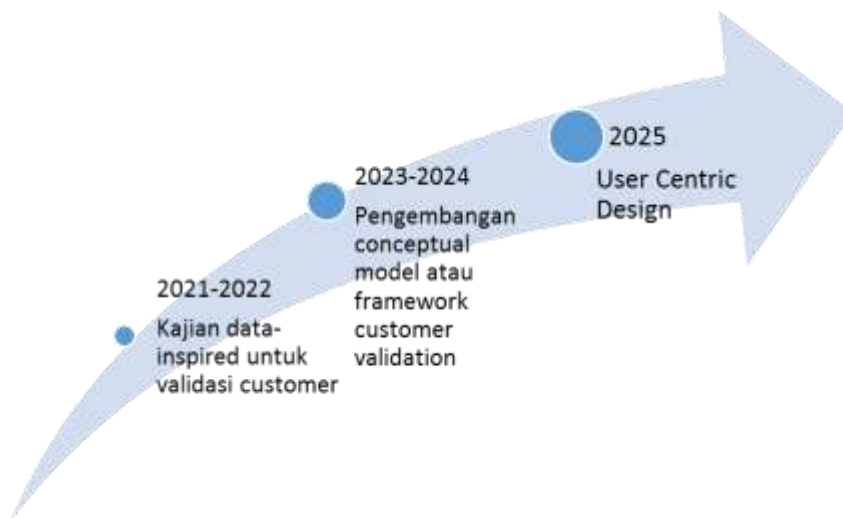 2021-2022
Kajian data-
inspired untuk
validasi customer
2023-2024
Pengembangan
conceptual
model atau
framework
customer
validation
2025
User Centric
Design